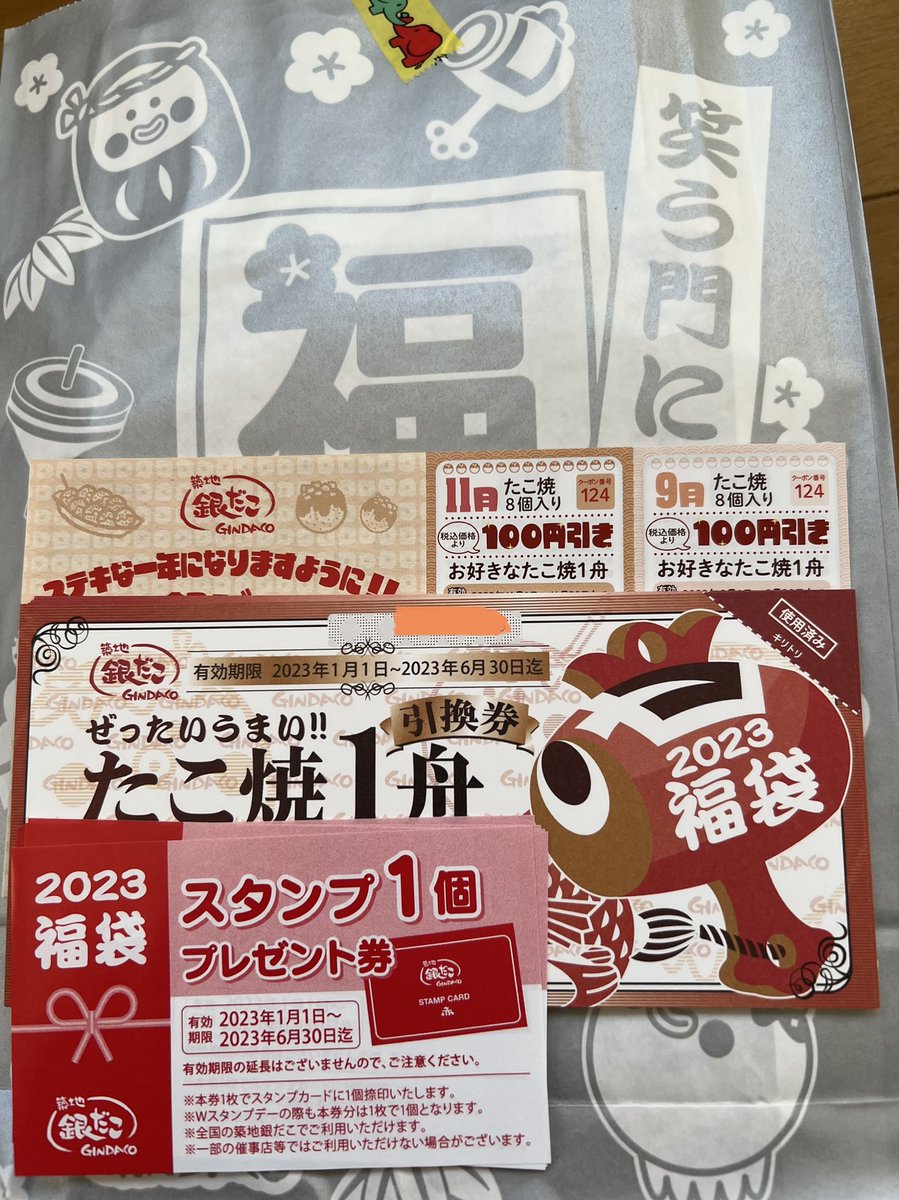 福
笑う門に
築地
銀だこ
GINDACO
ステキな一年になりますように!!
11月
たこ焼
8個入り
クーポン番号
124
税込価格
より
100円引き
お好きなたこ焼1舟
9月
たこ焼
8個入り
クーポン番号
124
税込価格
より
100円引き
お好きなたこ焼1舟
築地
銀だこ
GINDACO
有効期限 2023年1月1日~2023年6月30日迄
使用済み
キリトリ
ぜったいうまい!!
引換券
たこ焼1舟
2023
福袋
2023
福袋
築地
銀だこ
GINDACO
スタンプ1個
プレゼント券
築地
銀だこ
GINDACO
STAMP CARD
有効
期限
2023年1月1日~
2023年6月30日迄
有効期限の延長はございませんので、ご注意ください。
※本券1枚でスタンプカードに1個捺印いたします。
※Wスタンプデーの際も本券分は1枚で1個となります。
※全国の築地銀だこでご利用いただけます。
※一部の催事店等ではご利用いただけない場合がございます。